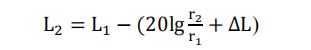 L₂ = L₁ − (20lg r₂/r₁ + ΔL)